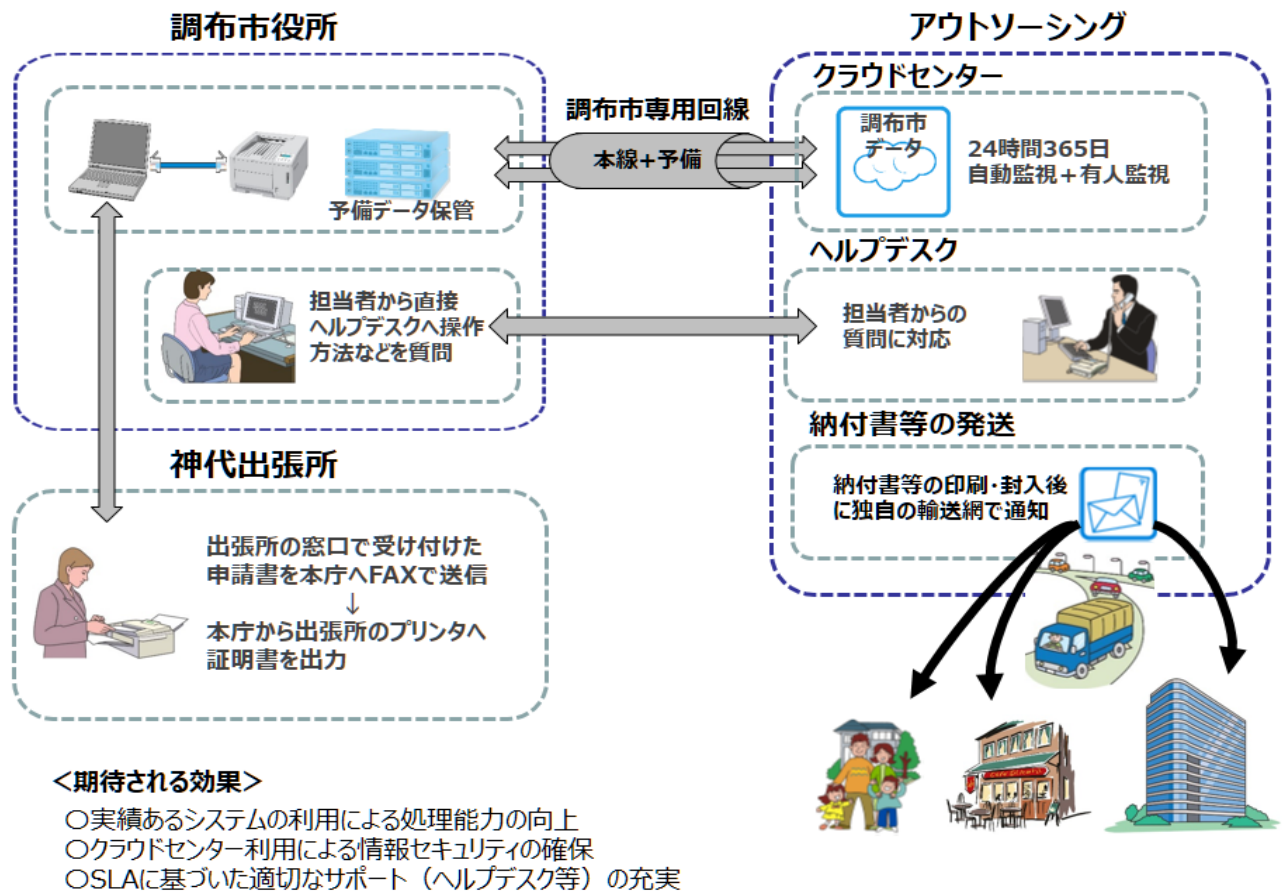 調布市役所
予備データ保管
担当者から直接
ヘルプデスクへ操作
方法などを質問
調布市専用回線
本線+予備
アウトソーシング
クラウドセンター
調布市
データ
24時間365日
自動監視+有人監視
ヘルプデスク
担当者からの
質問に対応
納付書等の発送
納付書等の印刷・封入後
に独自の輸送網で通知
神代出張所
出張所の窓口で受け付けた
申請書を本庁へFAXで送信
↓
本庁から出張所のプリンタへ
証明書を出力
<期待される効果>
○実績あるシステムの利用による処理能力の向上
○クラウドセンター利用による情報セキュリティの確保
○SLAに基づいた適切なサポート(ヘルプデスク等)の充実